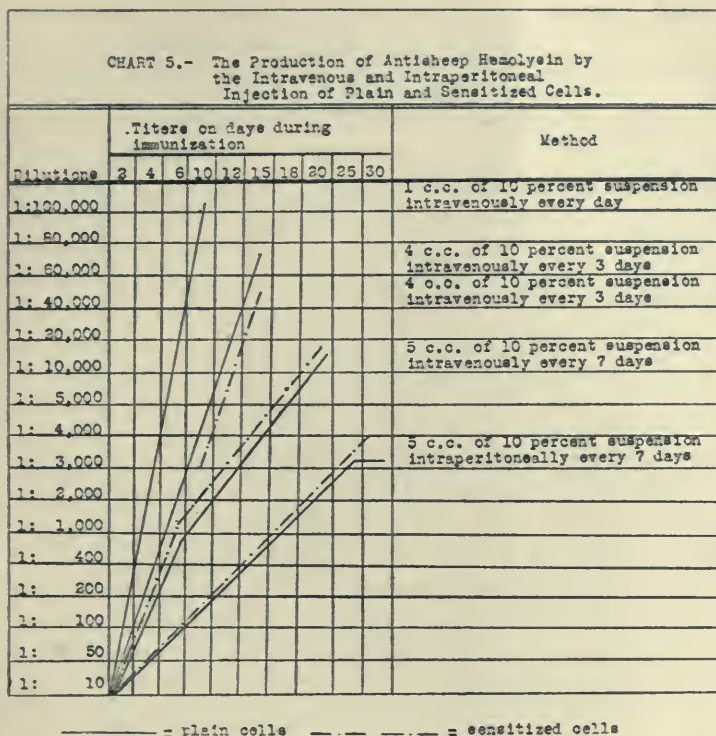 CHART 5.- The Production of Antisheep Hemolysin by
the Intravenous and Intraperitoneal
Injection of Plain and Sensitized Cells.
.Titers on days during
immunization
Method
Dilutions 2 4 6 10 12 15 18 20 25 30
1 c.c. of 10 percent suspension
1:100,000 intravenously every day
1: 80,000
4 c.c. of 10 percent suspension
1: 60,000 intravenously every 3 days
4 c.c. of 10 percent suspension
1: 40,000 intravenously every 3 days
1: 20,000
5 c.c. of 10 percent suspension
1: 10,000 intravenously every 7 days
1: 5,000
1: 4,000
5 c.c. of 10 percent suspension
1: 3,000 intraperitoneally every 7 days
1: 2,000
1: 1,000
1: 400
1: 200
1: 100
1: 50
1: 10
= plain cells = sensitized cells